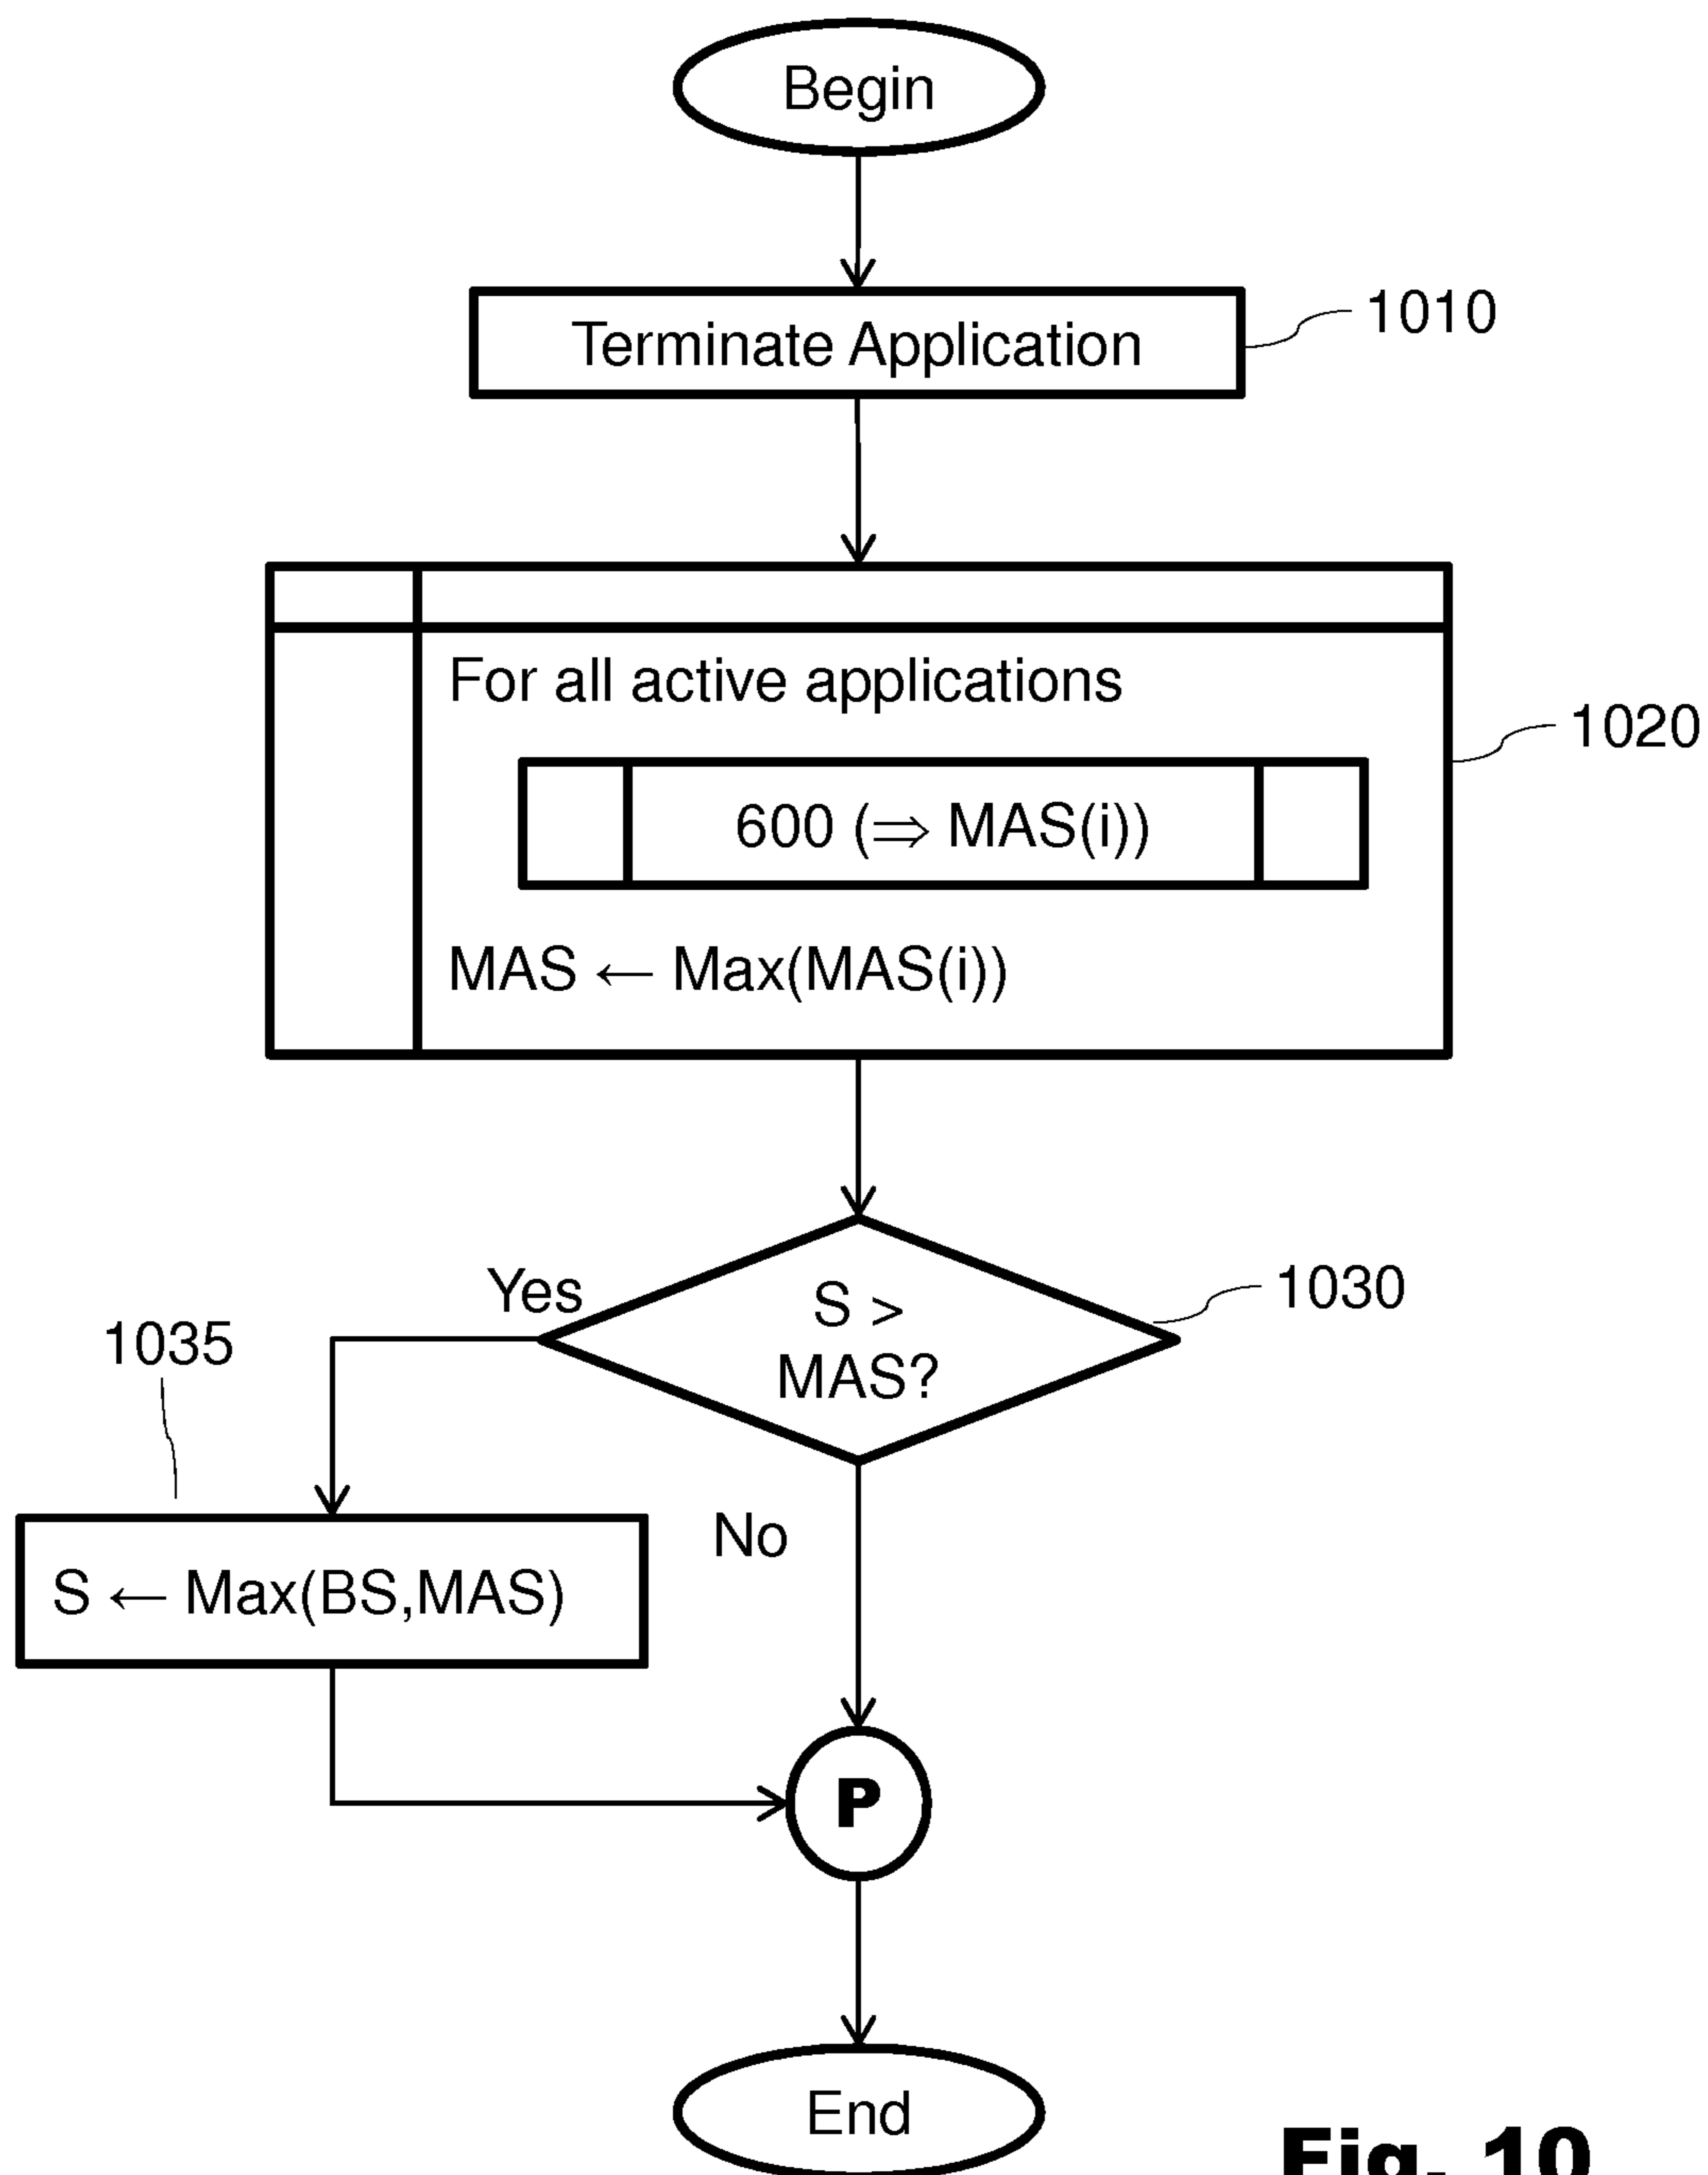 Begin
Terminate Application
1010
For all active applications
1020
600 (⇒ MAS(i))
MAS ← Max(MAS(i))
Yes
S >
MAS?
1030
1035
S ← Max(BS,MAS)
No
P
End
Fig. 10